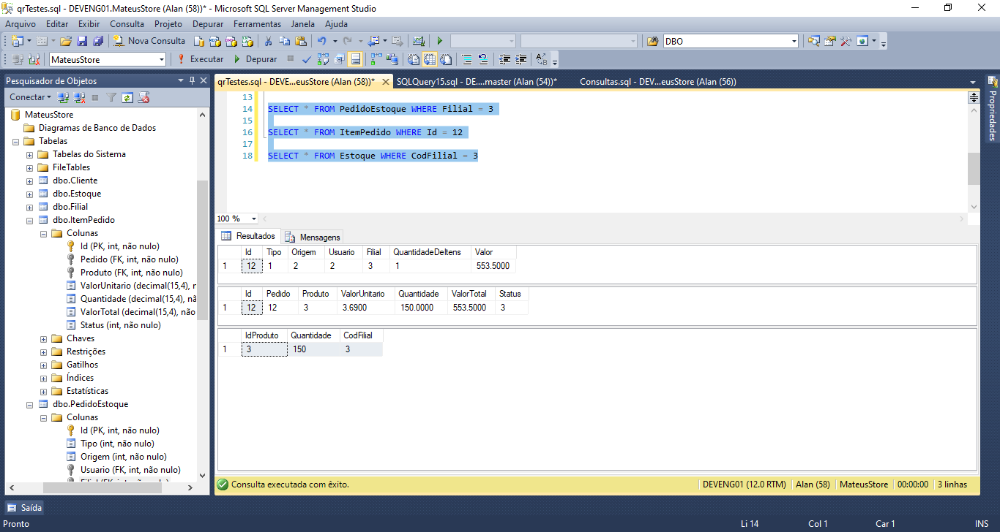 qrTestes.sql - DEVENG01.MateusStore (Alan (58))* - Microsoft SQL Server Management Studio
Arquivo Editar Exibir Consulta Projeto Depurar Ferramentas Janela Ajuda
Nova Consulta DBO
MateusStore Executar Depurar
Pesquisador de Objetos
Conectar
MateusStore
Diagramas de Banco de Dados
Tabelas
Tabelas do Sistema
FileTables
dbo.Cliente
dbo.Estoque
dbo.Filial
dbo.ItemPedido
Colunas
Id (PK, int, não nulo)
Pedido (FK, int, não nulo)
Produto (FK, int, não nulo)
ValorUnitario (decimal(15,4), n
Quantidade (decimal(15,4), nã
ValorTotal (decimal(15,4), não
Status (int, não nulo)
Chaves
Restrições
Gatilhos
Índices
Estatísticas
dbo.PedidoEstoque
Colunas
Id (PK, int, não nulo)
Tipo (int, não nulo)
Origem (int, não nulo)
Usuario (FK, int, não nulo)
qrTestes.sql - DEVE...eusStore (Alan (58))* SQLQuery15.sql - DE....master (Alan (54))* Consultas.sql - DEV...eusStore (Alan (56))
13
14 SELECT * FROM PedidoEstoque WHERE Filial = 3
15
16 SELECT * FROM ItemPedido WHERE Id = 12
17
18 SELECT * FROM Estoque WHERE CodFilial = 3
100 %
Resultados Mensagens
Id Tipo Origem Usuario Filial QuantidadeDeItens Valor
1 12 1 2 2 3 1 553.5000
Id Pedido Produto ValorUnitario Quantidade ValorTotal Status
1 12 12 3 3.6900 150.0000 553.5000 3
IdProduto Quantidade CodFilial
1 3 150 3
Consulta executada com êxito. DEVENG01 (12.0 RTM) Alan (58) MateusStore 00:00:00 3 linhas
Propriedades
Saída
Pronto Li 14 Col 1 Car 1 INS